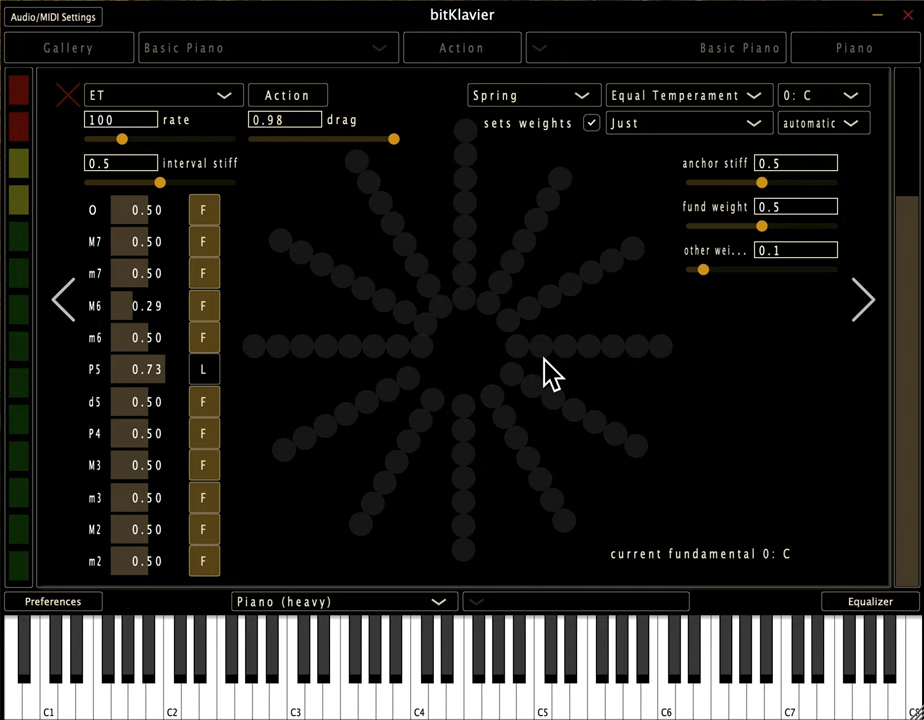 Audio/MIDI Settings
bitKlavier
Gallery
Basic Piano
Action
Basic Piano
Piano
ET
Action
Spring
Equal Temperament
0: C
100 rate
0.98 drag
sets weights
Just
automatic
0.5 interval stiff
anchor stiff 0.5
fund weight 0.5
other wei... 0.1
O 0.50 F
M7 0.50 F
m7 0.50 F
M6 0.29 F
m6 0.50 F
P5 0.73 L
d5 0.50 F
P4 0.50 F
M3 0.50 F
m3 0.50 F
M2 0.50 F
m2 0.50 F
current fundamental 0: C
Preferences
Piano (heavy)
Equalizer
C1 C2 C3 C4 C5 C6 C7